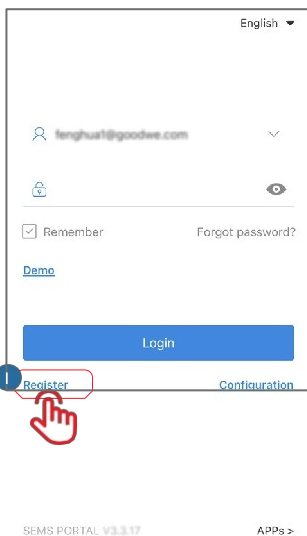 English
fenghua1@goodwe.com
Remember Forgot password?
Demo
Login
1
Register Configuration
SEMS PORTAL V3.3.17 APPs >